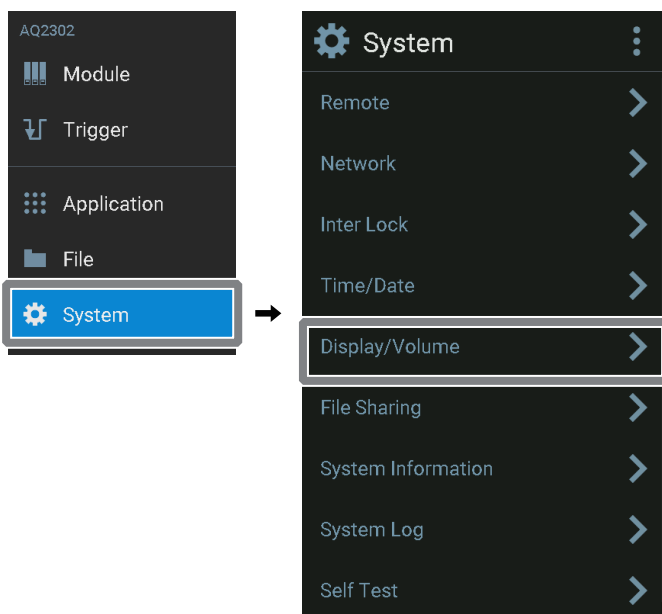 AQ2302
Module
Trigger
Application
File
System
System
Remote
Network
Inter Lock
Time/Date
Display/Volume
File Sharing
System Information
System Log
Self Test